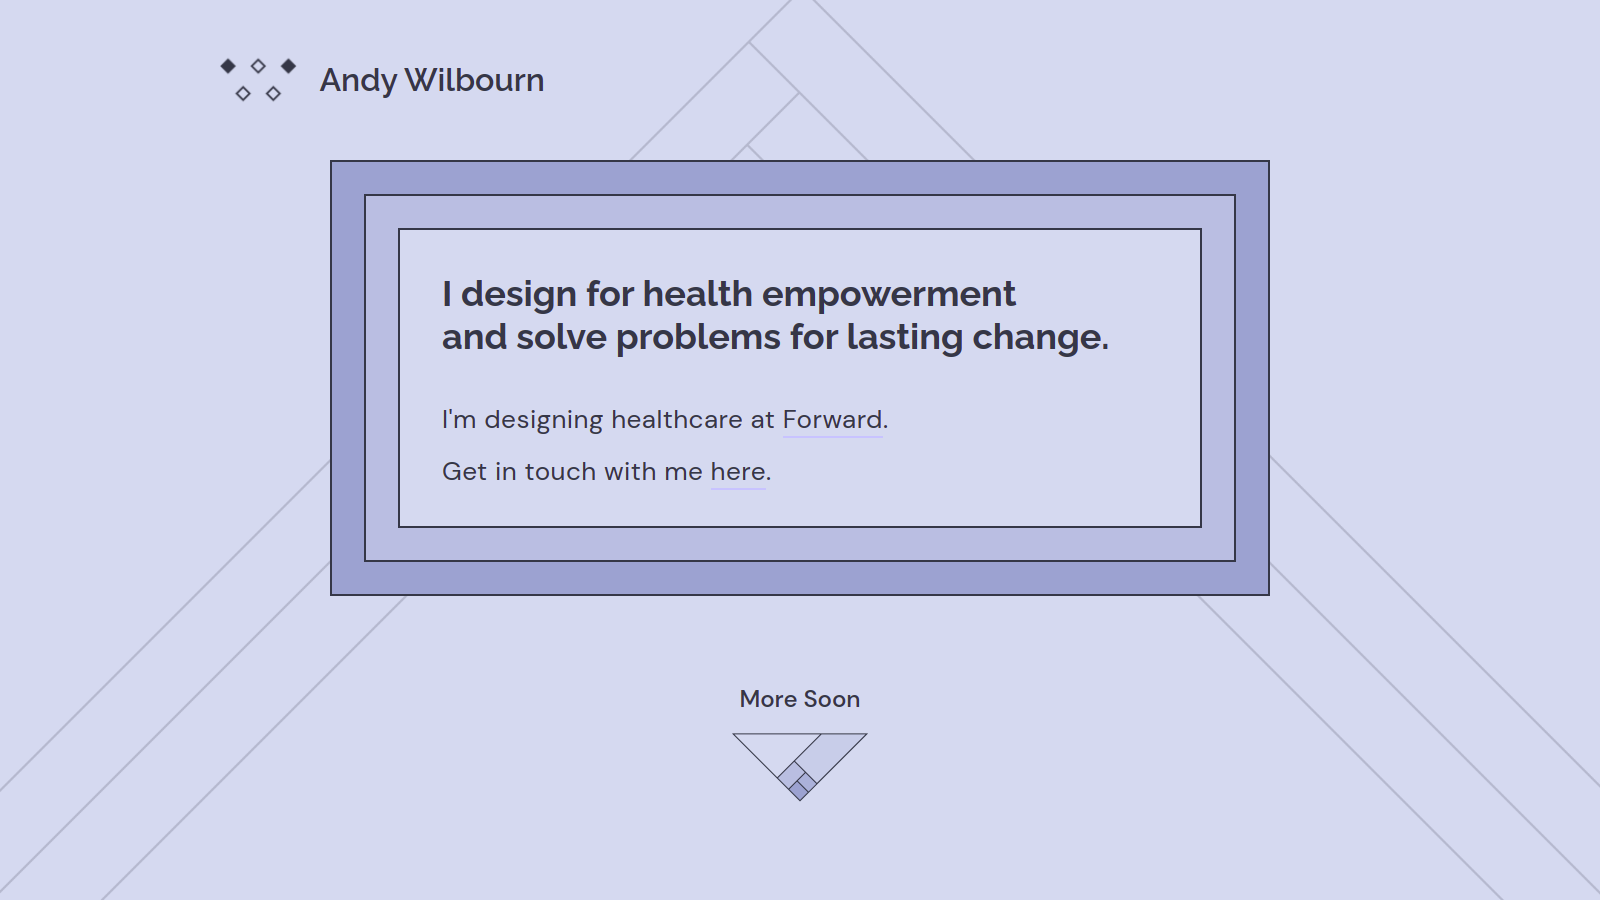 Andy Wilbourn
I design for health empowerment
and solve problems for lasting change.
I'm designing healthcare at Forward.
Get in touch with me here.
More Soon